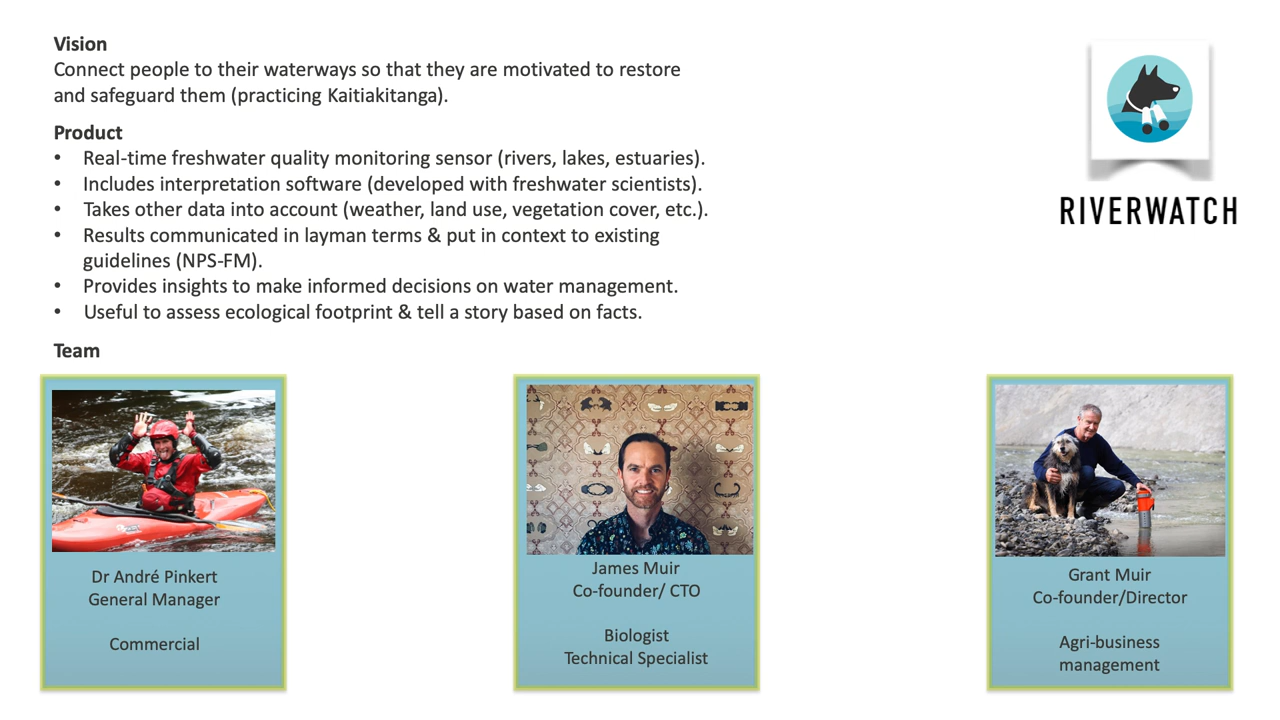 Vision
Connect people to their waterways so that they are motivated to restore
and safeguard them (practicing Kaitiakitanga).
RIVERWATCH
Product
• Real-time freshwater quality monitoring sensor (rivers, lakes, estuaries).
• Includes interpretation software (developed with freshwater scientists).
• Takes other data into account (weather, land use, vegetation cover, etc.).
• Results communicated in layman terms & put in context to existing
guidelines (NPS-FM).
• Provides insights to make informed decisions on water management.
• Useful to assess ecological footprint & tell a story based on facts.
Team
Dr André Pinkert
General Manager
Commercial
James Muir
Co-founder/ CTO
Biologist
Technical Specialist
Grant Muir
Co-founder/Director
Agri-business
management